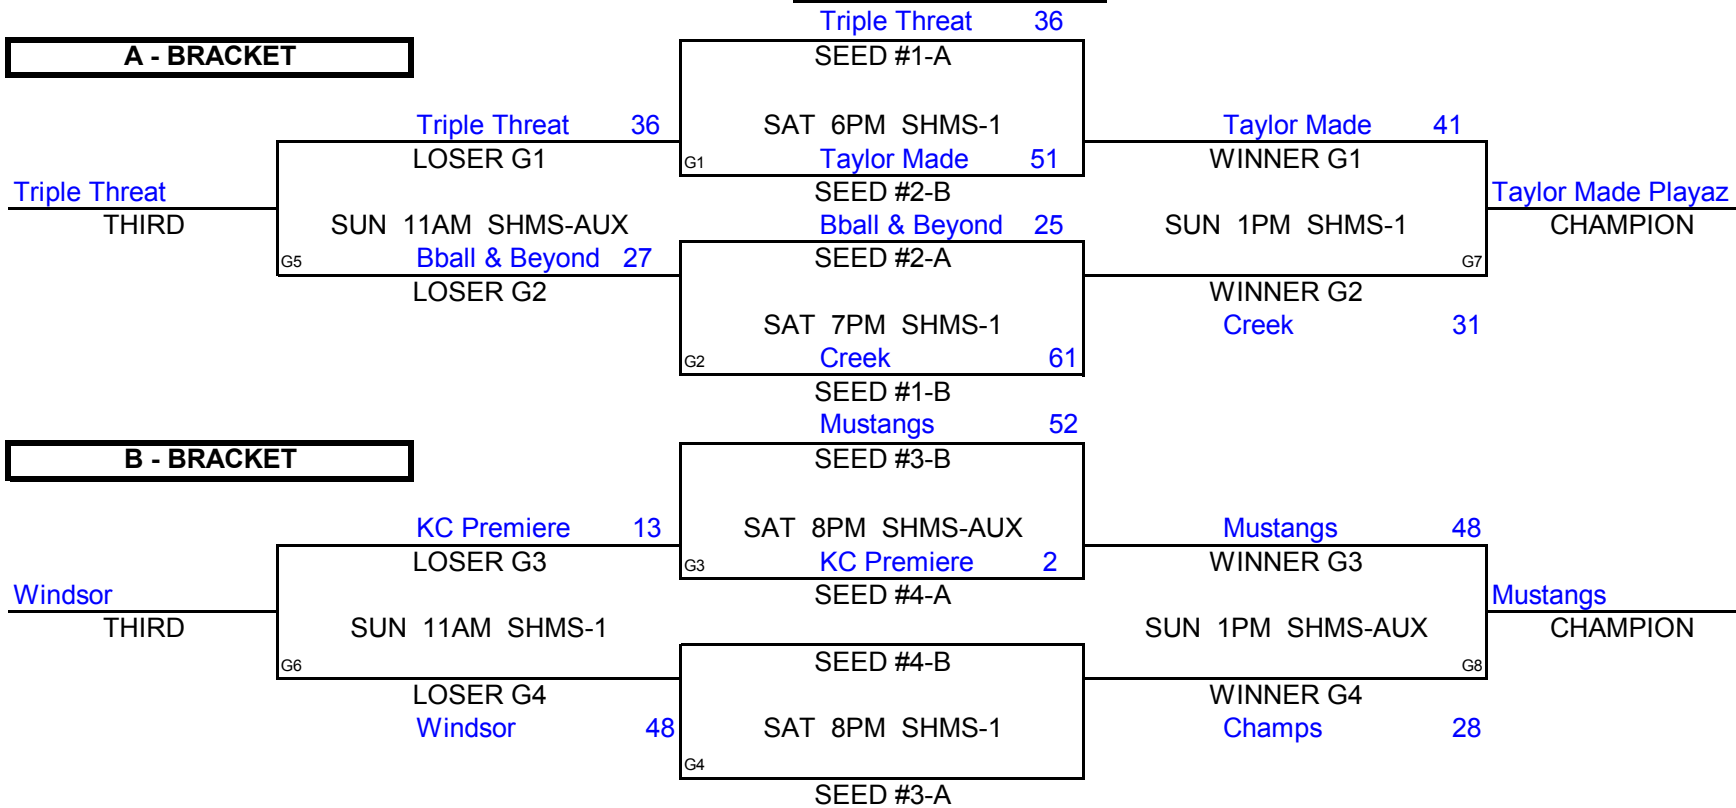 Triple Threat 36
A - BRACKET
SEED #1-A
Triple Threat 36
SAT 6PM SHMS-1
Taylor Made 41
LOSER G1
G1
Taylor Made 51
WINNER G1
Triple Threat
SEED #2-B
Taylor Made Playaz
THIRD
SUN 11AM SHMS-AUX
Bball & Beyond 25
SUN 1PM SHMS-1
CHAMPION
G5
Bball & Beyond 27
SEED #2-A
G7
LOSER G2
WINNER G2
SAT 7PM SHMS-1
Creek 31
G2
Creek 61
SEED #1-B
Mustangs 52
B - BRACKET
SEED #3-B
KC Premiere 13
SAT 8PM SHMS-AUX
Mustangs 48
LOSER G3
G3
KC Premiere 2
WINNER G3
Windsor
SEED #4-A
Mustangs
THIRD
SUN 11AM SHMS-1
SUN 1PM SHMS-AUX
CHAMPION
G6
SEED #4-B
G8
LOSER G4
WINNER G4
Windsor 48
SAT 8PM SHMS-1
Champs 28
G4
SEED #3-A